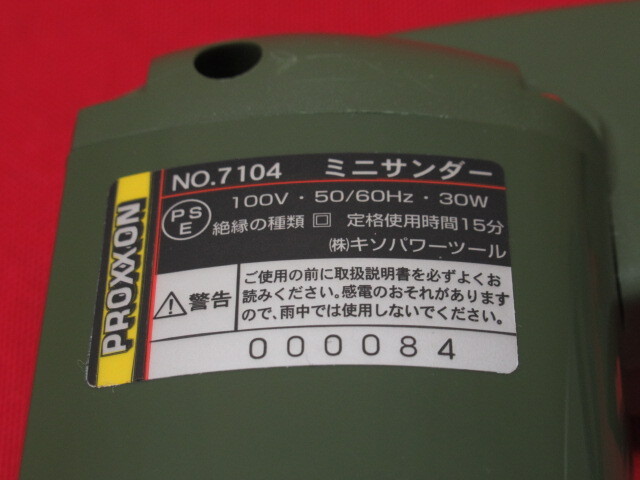 PROXXON
NO.7104 ミニサンダー
100V・50/60Hz・30W
PS
E
絶縁の種類 回 定格使用時間15分
㈱キソパワーツール
警告
ご使用の前に取扱説明書を必ずよくお
読みください。感電のおそれがあります
ので、雨中では使用しないでください。
000084